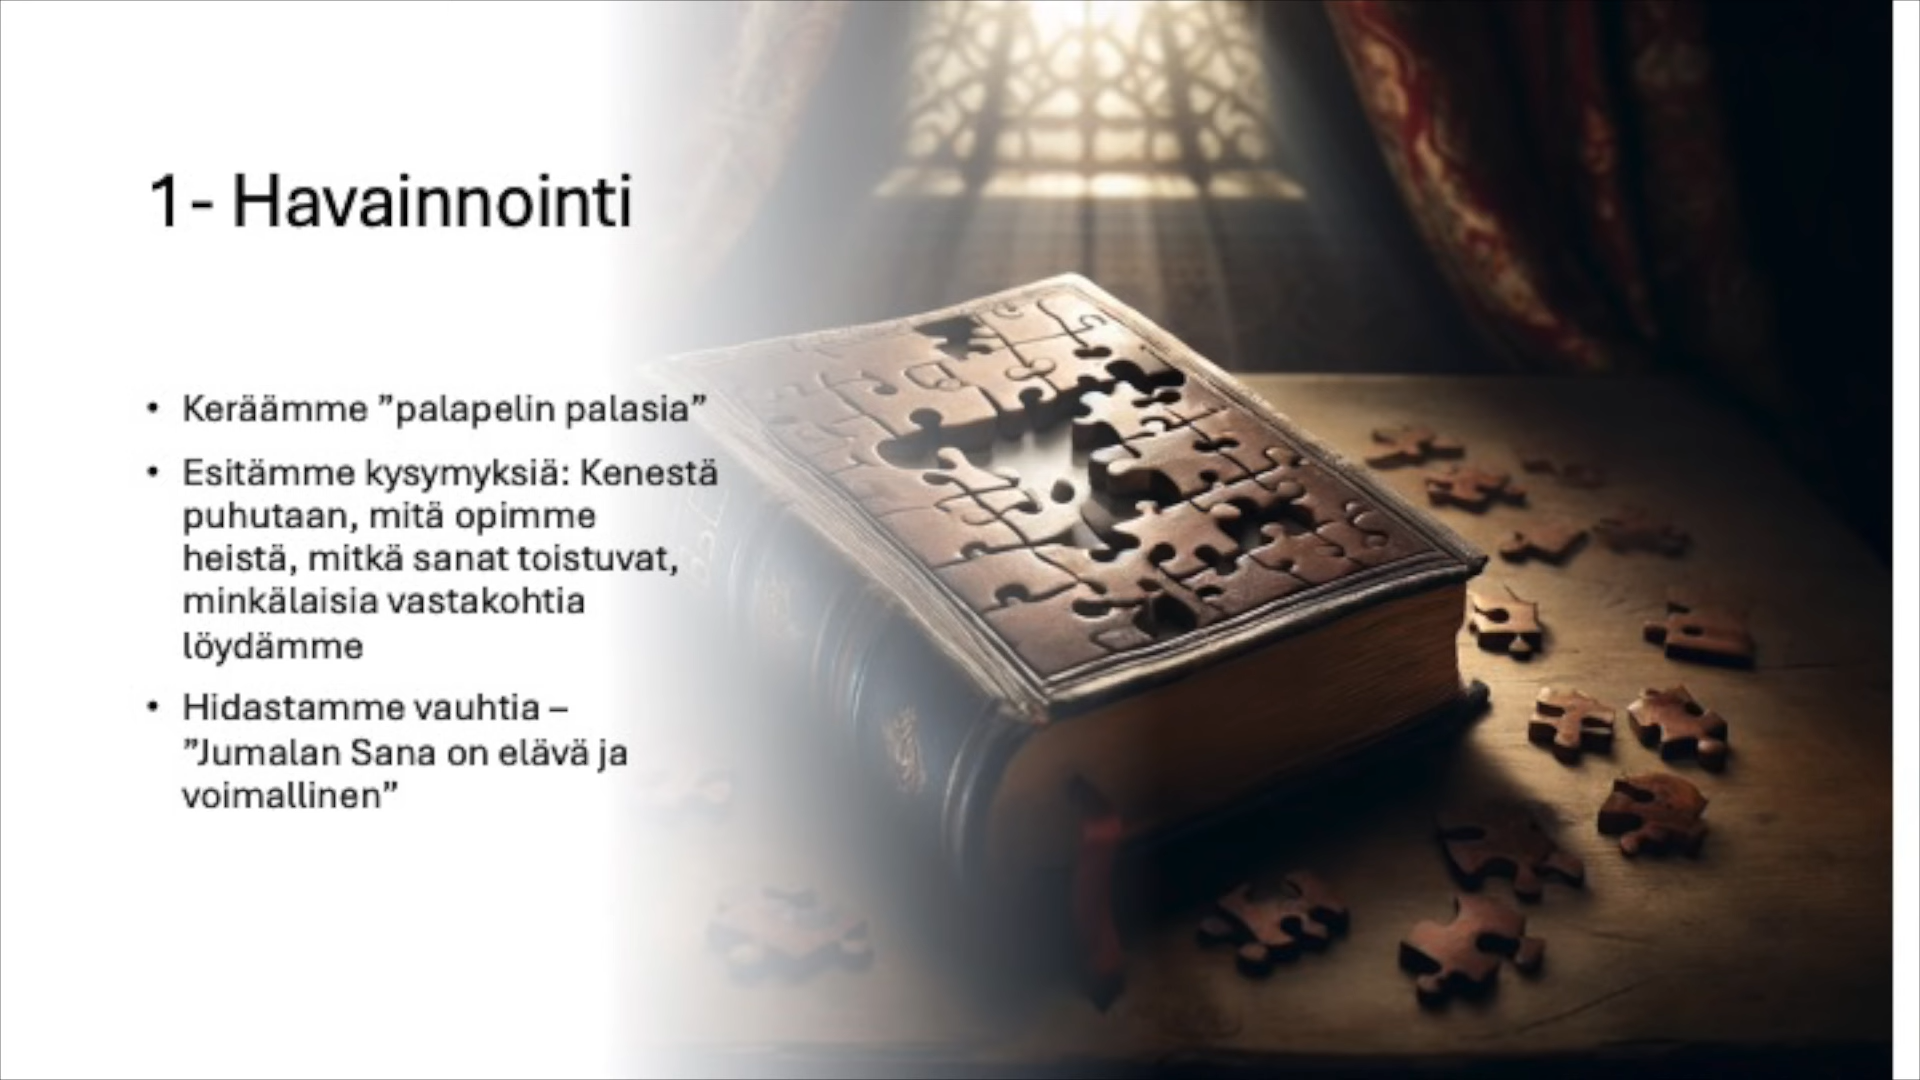 1- Havainnointi
• Keräämme ”palapelin palasia”
• Esitämme kysymyksiä: Kenestä
puhutaan, mitä opimme
heistä, mitkä sanat toistuvat,
minkälaisia vastakohtia
löydämme
• Hidastamme vauhtia –
”Jumalan Sana on elävä ja
voimallinen”